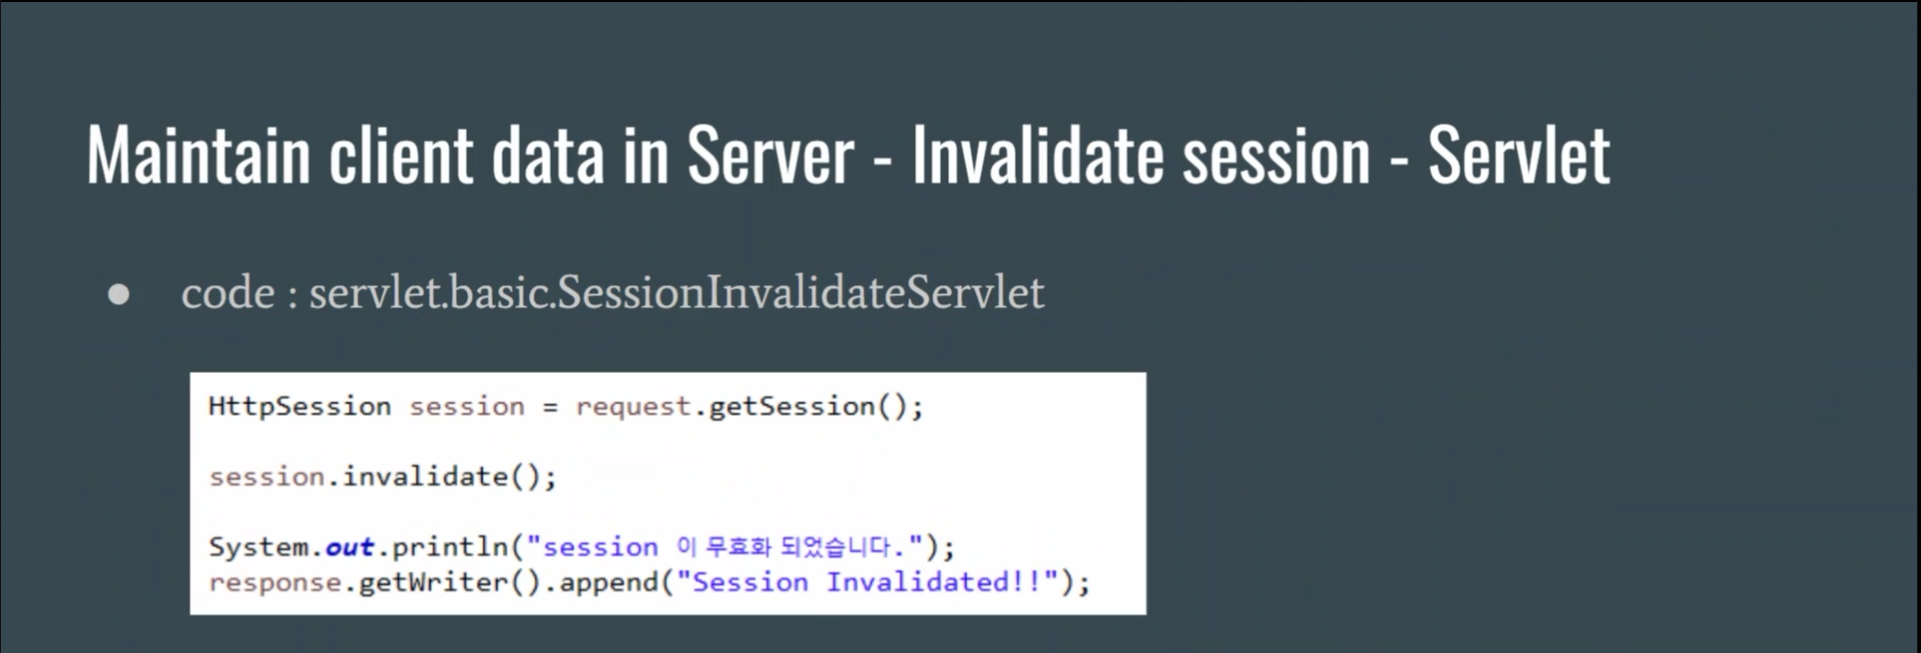 Maintain client data in Server - Invalidate session - Servlet
● code : servlet.basic.SessionInvalidateServlet
HttpSession session = request.getSession();
session.invalidate();
System.out.println("session 이 무효화 되었습니다.");
response.getWriter().append("Session Invalidated!!");